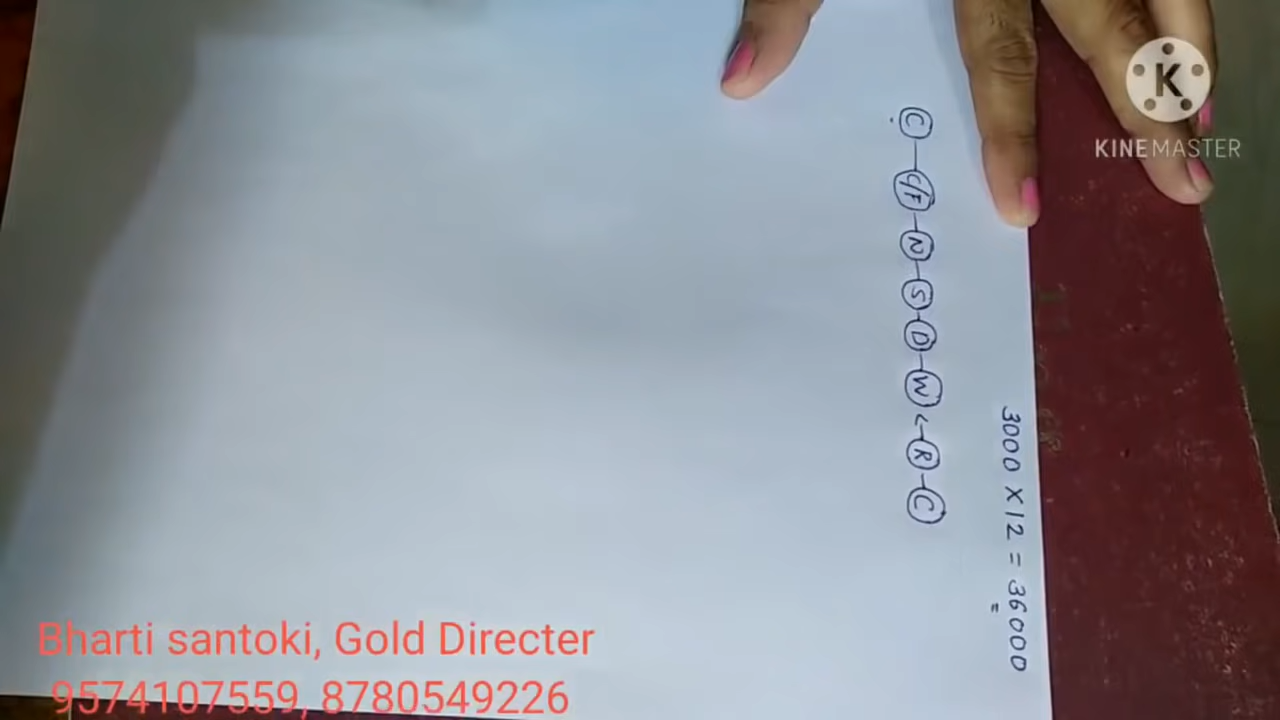 3000 X 12 = 36000
C - C/F - N - S - D - W < R - C
K
KINEMASTER
Bharti santoki, Gold Directer
9574107559, 8780549226